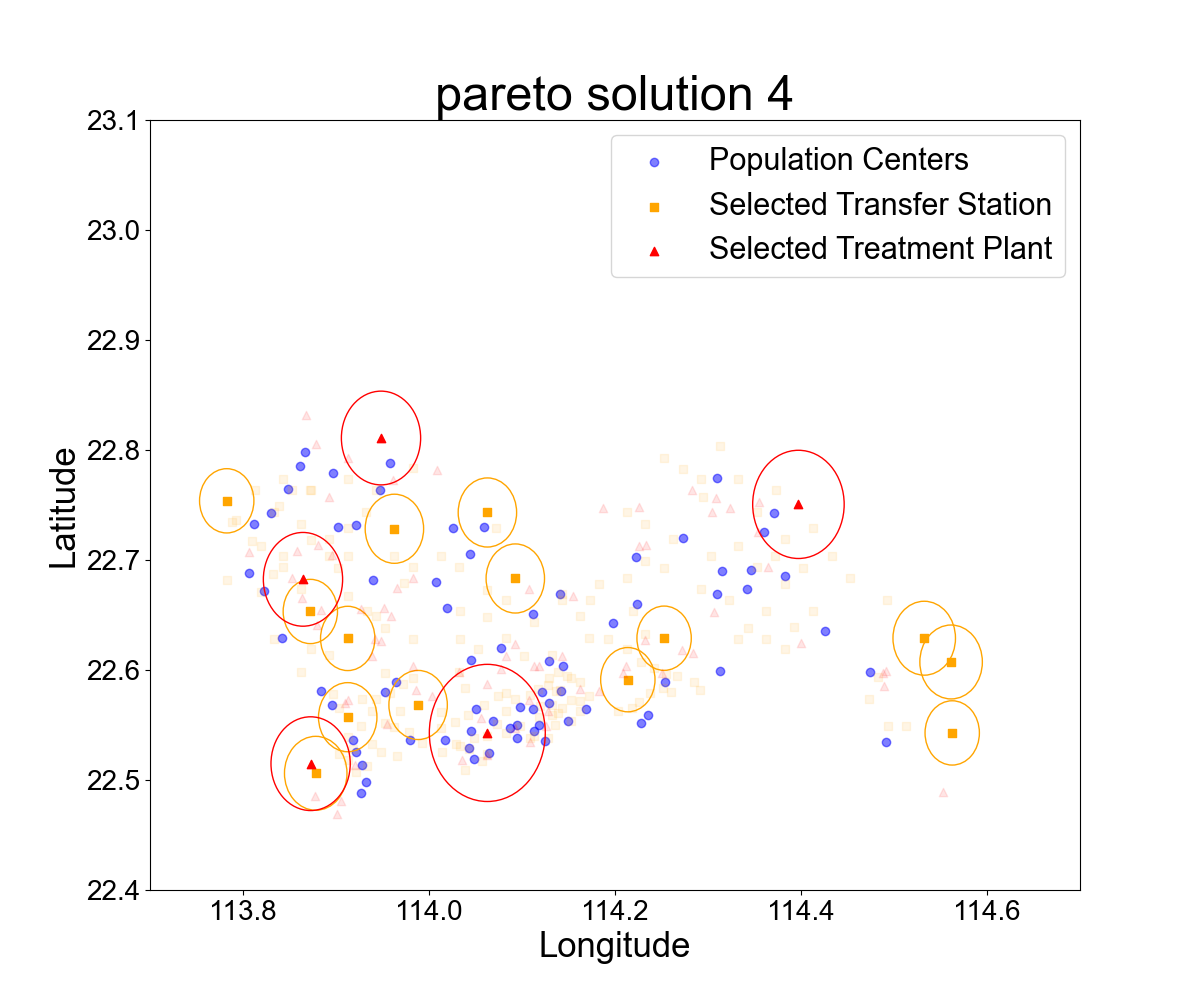 pareto solution 4
23.1
23.0
22.9
22.8
22.7
22.6
22.5
22.4
Latitude
Population Centers
Selected Transfer Station
Selected Treatment Plant
113.8 114.0 114.2 114.4 114.6
Longitude